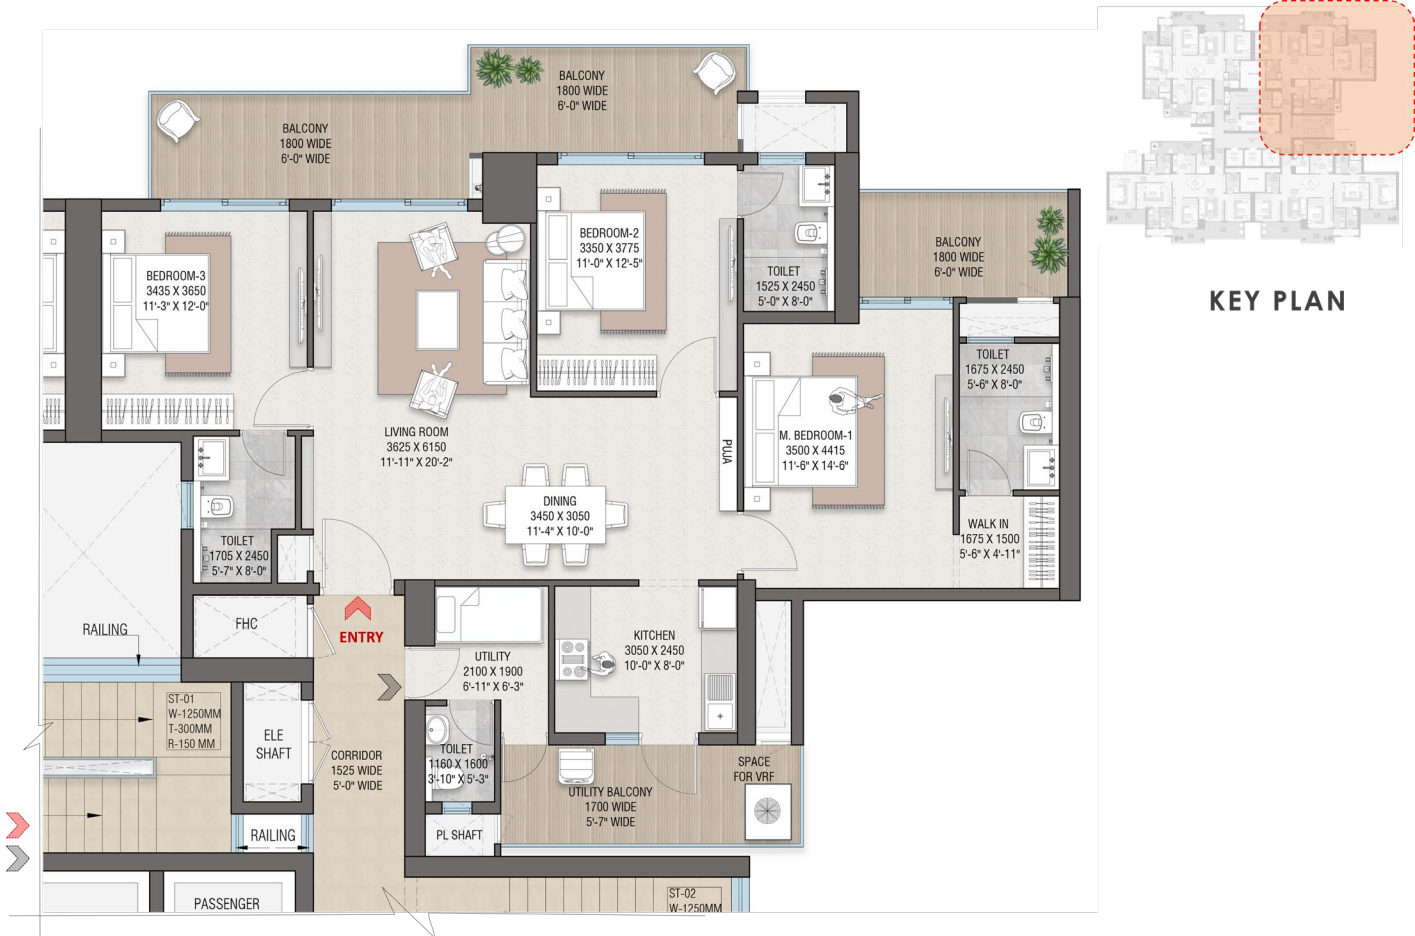 BALCONY
1800 WIDE
6'-0" WIDE
BALCONY
1800 WIDE
6'-0" WIDE
BALCONY
1800 WIDE
6'-0" WIDE
KEY PLAN
BEDROOM-3
3435 X 3650
11'-3" X 12'-0"
BEDROOM-2
3350 X 3775
11'-0" X 12'-5"
TOILET
1525 X 2450
5'-0" X 8'-0"
TOILET
1675 X 2450
5'-6" X 8'-0"
LIVING ROOM
3625 X 6150
11'-11" X 20'-2"
PUJA
M. BEDROOM-1
3500 X 4415
11'-6" X 14'-6"
DINING
3450 X 3050
11'-4" X 10'-0"
WALK IN
1675 X 1500
5'-6" X 4'-11"
TOILET
1705 X 2450
5'-7" X 8'-0"
FHC
RAILING
ENTRY
UTILITY
2100 X 1900
6'-11" X 6'-3"
KITCHEN
3050 X 2450
10'-0" X 8'-0"
ST-01
W-1250MM
T-300MM
R-150 MM
ELE
SHAFT
CORRIDOR
1525 WIDE
5'-0" WIDE
TOILET
1160 X 1600
3'-10" X 5'-3"
UTILITY BALCONY
1700 WIDE
5'-7" WIDE
SPACE
FOR VRF
RAILING
PL SHAFT
PASSENGER
ST-02
W-1250MM